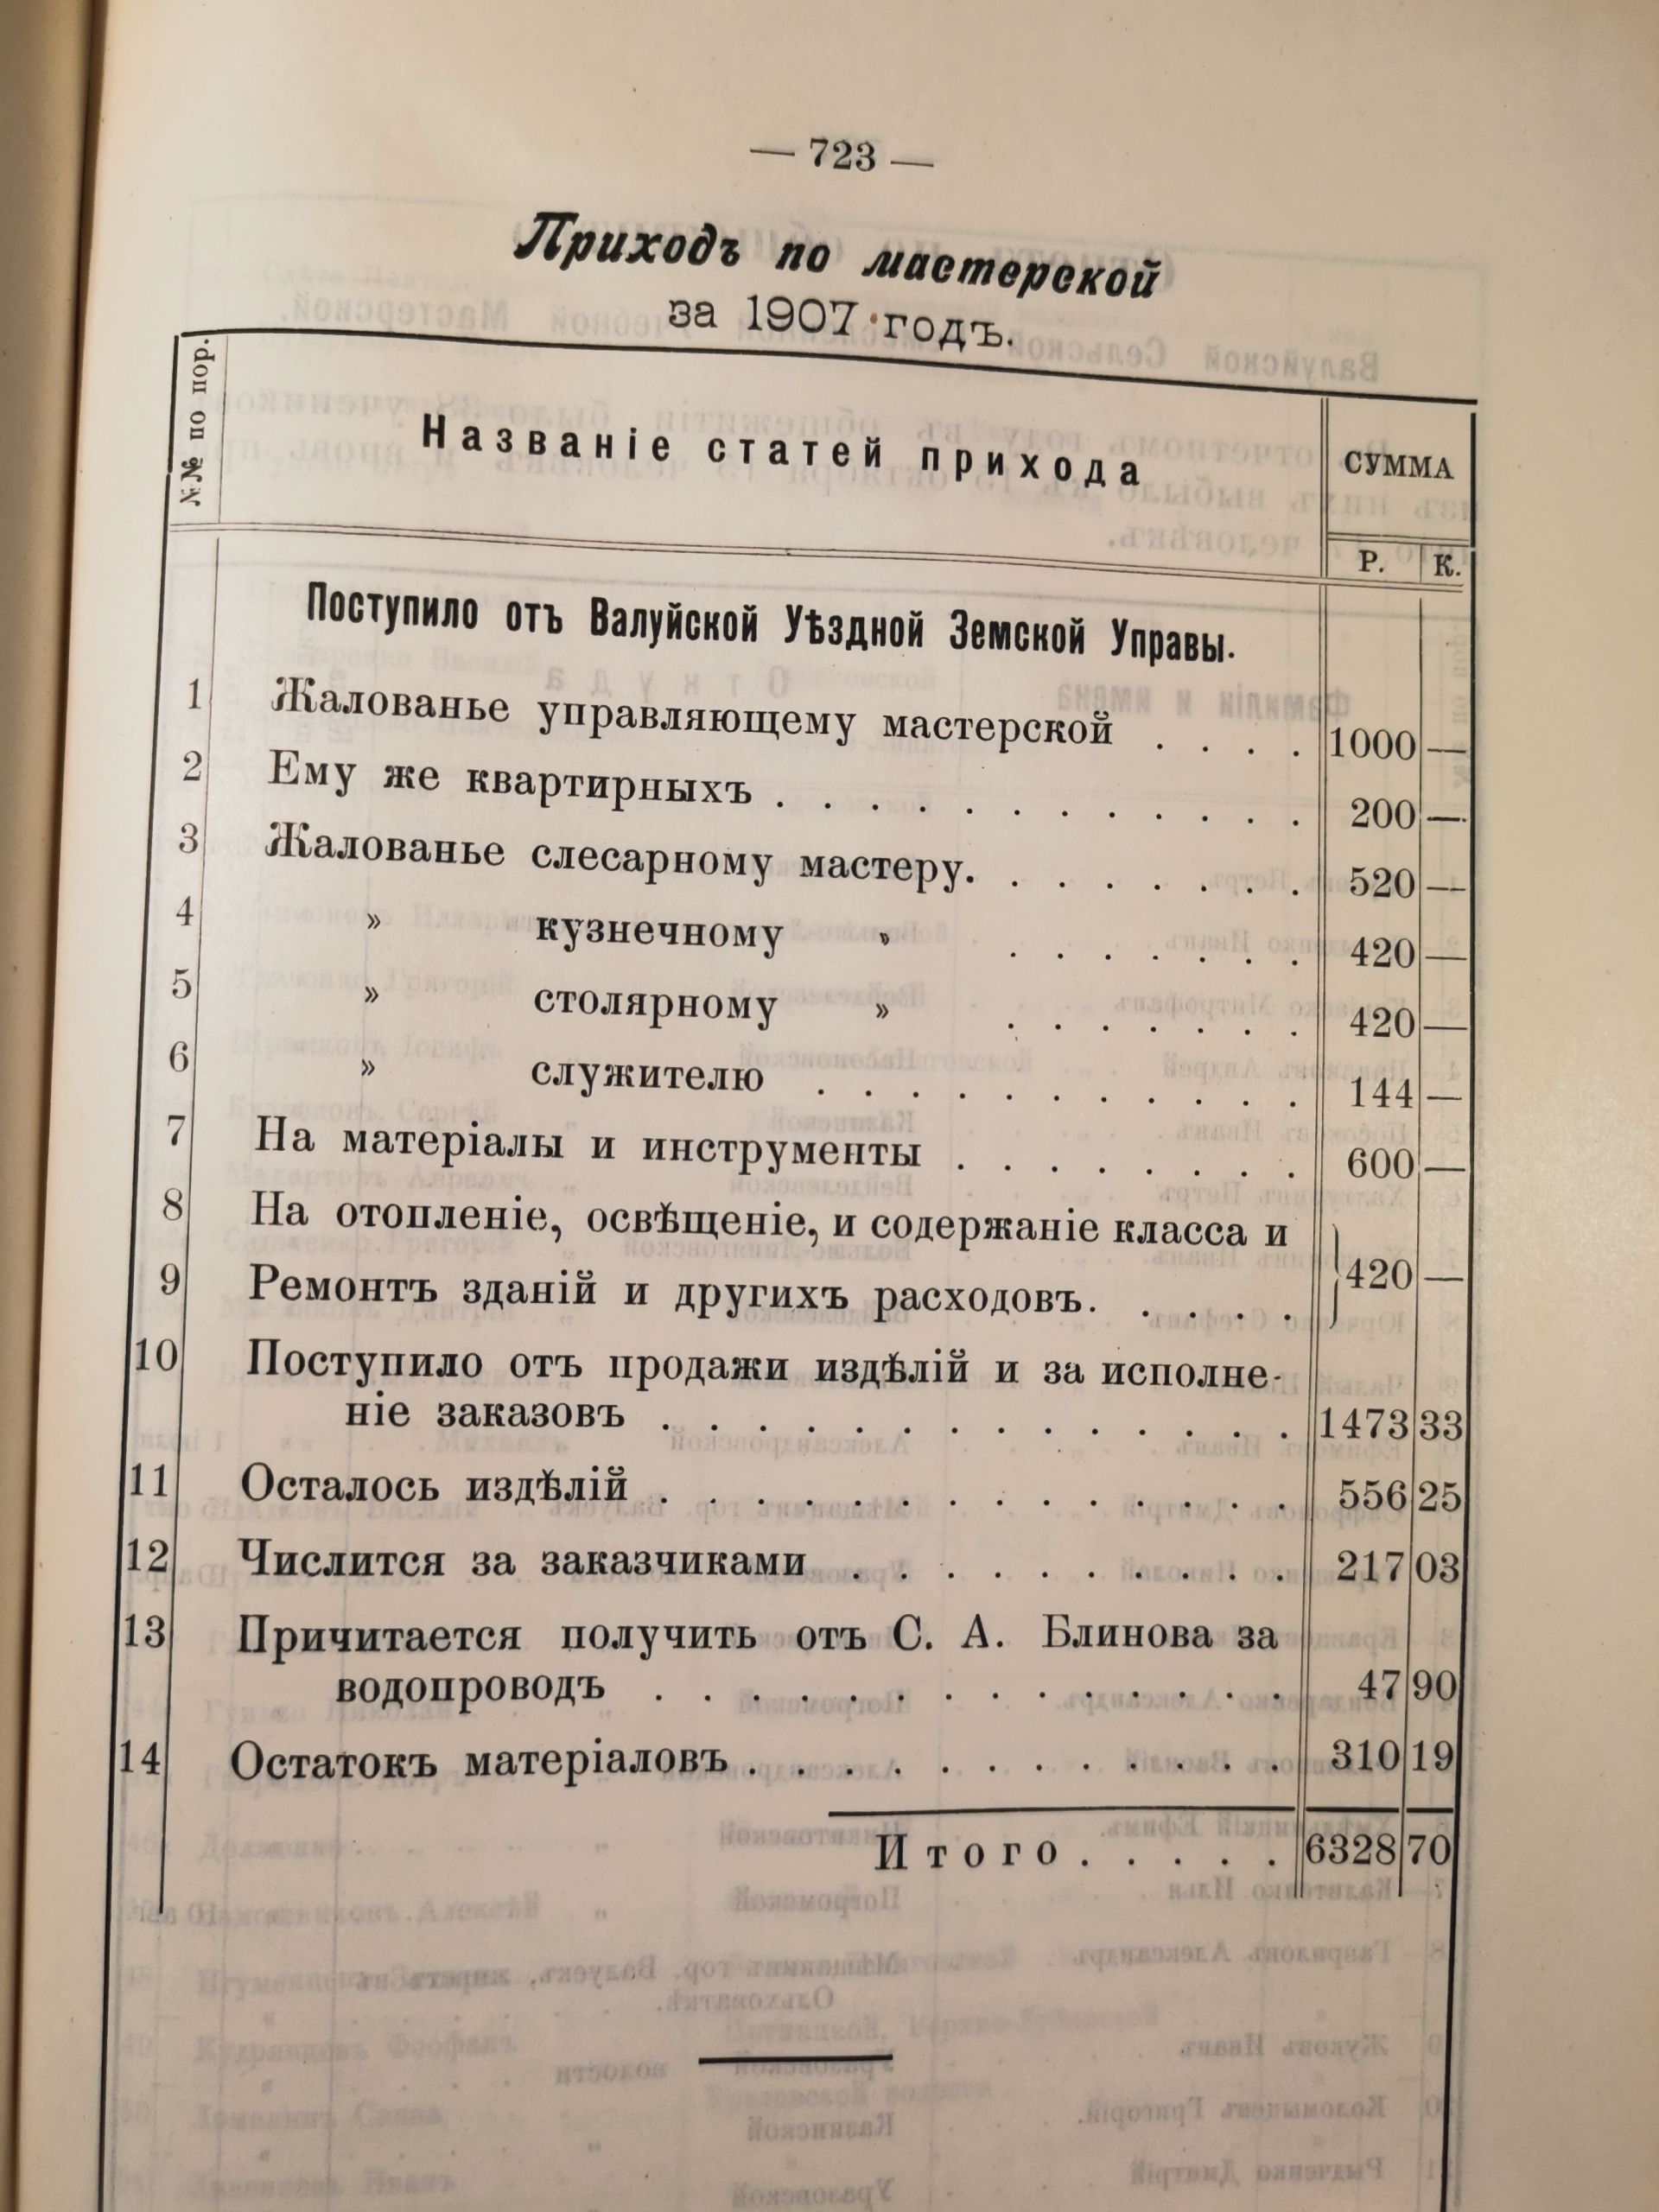 — 723 —
Приходъ по мастерской
за 1907 годъ.
№№ по пор.
Названіе статей прихода
СУММА
Р. К.
Поступило отъ Валуйской Уѣздной Земской Управы.
1 Жалованье управляющему мастерской . . . . 1000 —
2 Ему же квартирныхъ . . . . . . . . . . . . 200 —
3 Жалованье слесарному мастеру. . . . . . . . 520 —
4 » кузнечному » . . . . . . . 420 —
5 » столярному » . . . . . . . 420 —
6 » служителю . . . . . . . . . . . 144 —
7 На матеріалы и инструменты . . . . . . . . 600 —
8 На отопленіе, освѣщеніе, и содержаніе класса и
9 Ремонтъ зданій и другихъ расходовъ. . . . . } 420 —
10 Поступило отъ продажи издѣлій и за исполне-
ніе заказовъ . . . . . . . . . . . . . . 1473 33
11 Осталось издѣлій . . . . . . . . . . . . . . 556 25
12 Числится за заказчиками . . . . . . . . . . 217 03
13 Причитается получить отъ С. А. Блинова за
водопроводъ . . . . . . . . . . . . . . 47 90
14 Остатокъ матеріаловъ . . . . . . . . . . . . 310 19
Итого . . . . . 6328 70